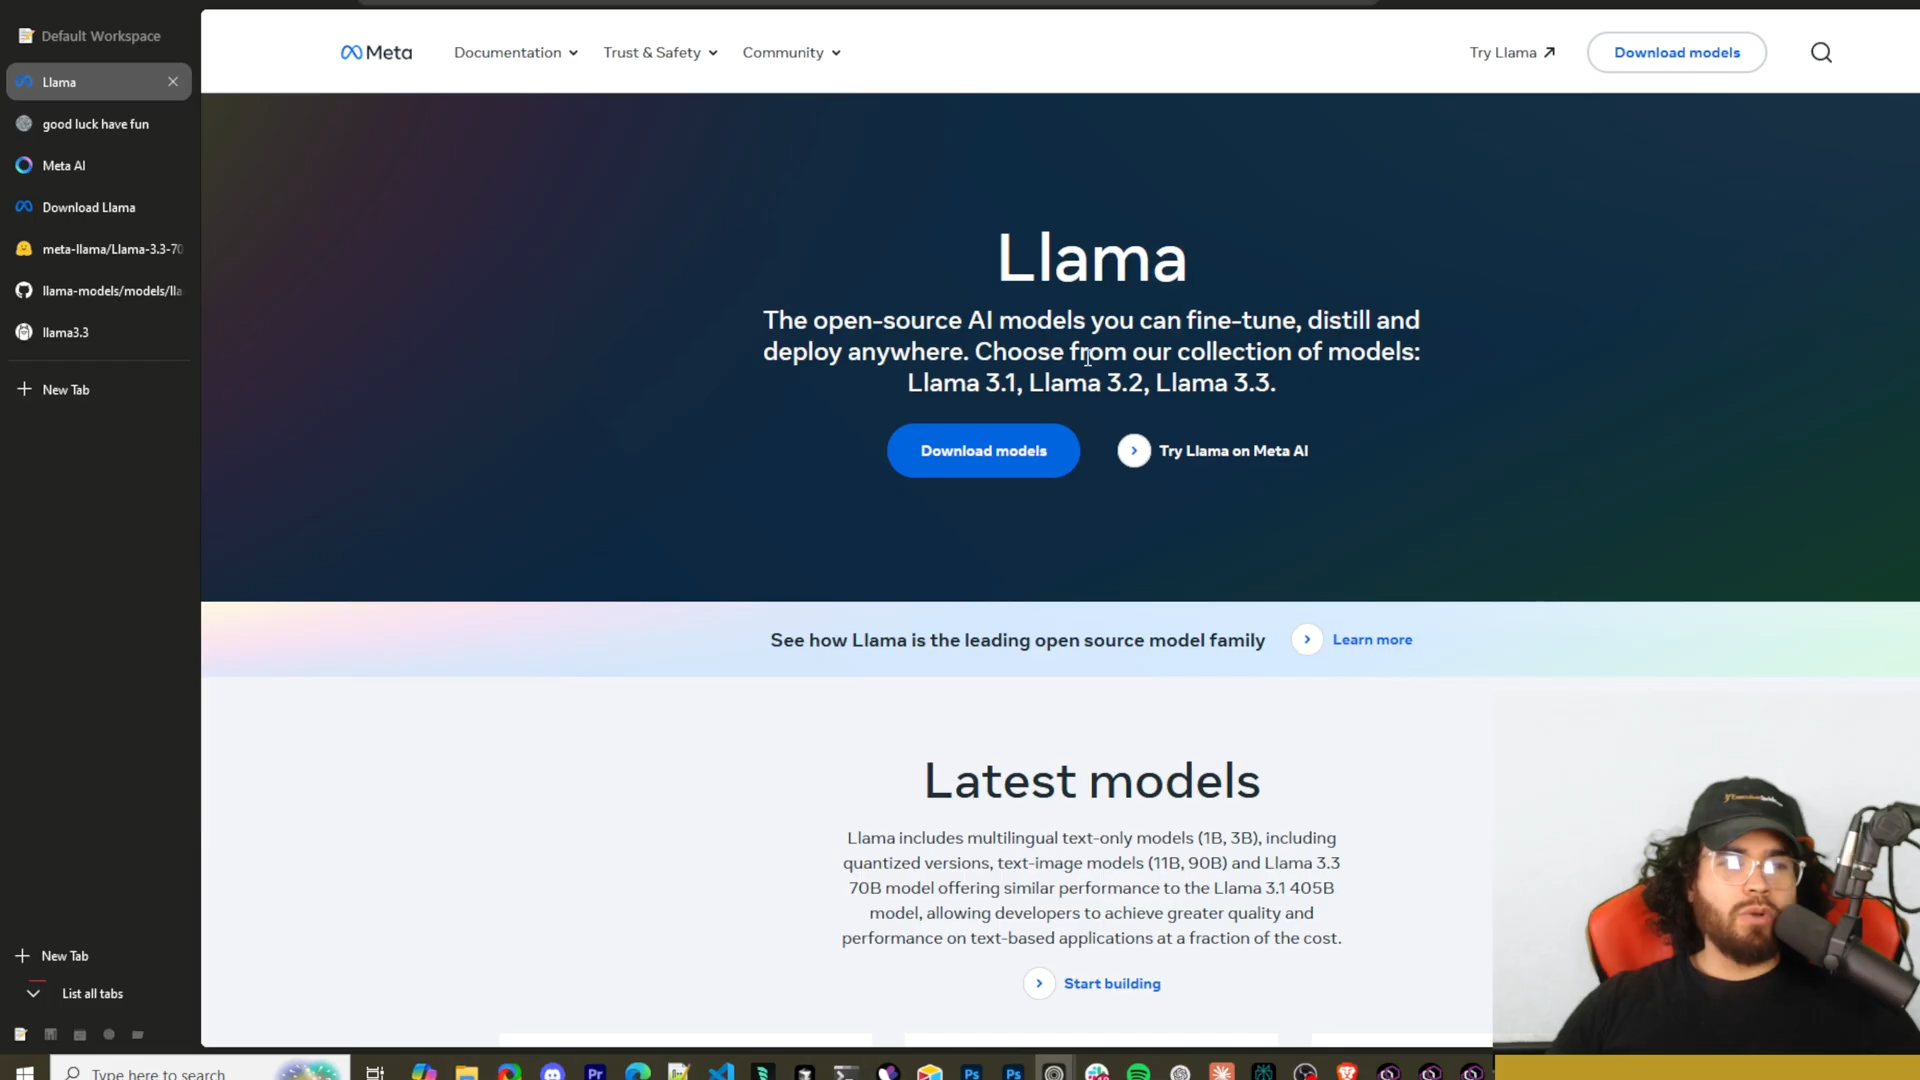 Default Workspace
Llama
good luck have fun
Meta AI
Download Llama
meta-llama/Llama-3.3-70
llama-models/models/lla
llama3.3
New Tab
New Tab
List all tabs
Type here to search
Meta
Documentation
Trust & Safety
Community
Try Llama
Download models
Llama
The open-source AI models you can fine-tune, distill and
deploy anywhere. Choose from our collection of models:
Llama 3.1, Llama 3.2, Llama 3.3.
Download models
Try Llama on Meta AI
See how Llama is the leading open source model family
Learn more
Latest models
Llama includes multilingual text-only models (1B, 3B), including
quantized versions, text-image models (11B, 90B) and Llama 3.3
70B model offering similar performance to the Llama 3.1 405B
model, allowing developers to achieve greater quality and
performance on text-based applications at a fraction of the cost.
Start building
Pr
Ps
Ps